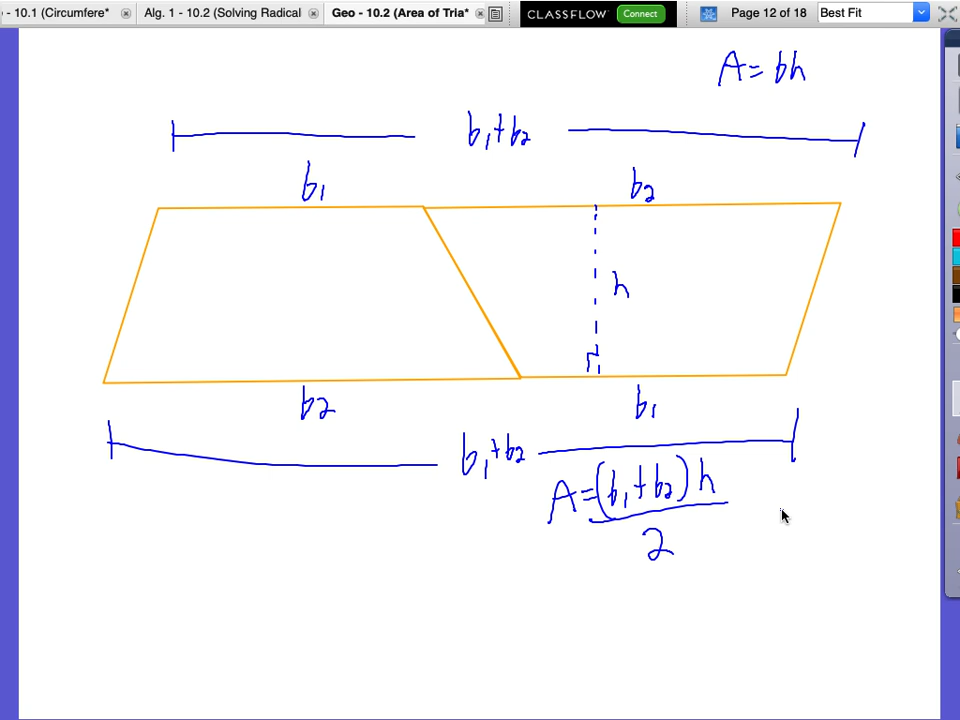 - 10.1 (Circumfere*
Alg. 1 - 10.2 (Solving Radical
Geo - 10.2 (Area of Tria*
CLASSFLOW
Connect
Page 12 of 18
Best Fit
A = bh
b₁+b₂
b₁
b₂
h
b₂
b₁
b₁+b₂
A=(b₁+b₂)h
2